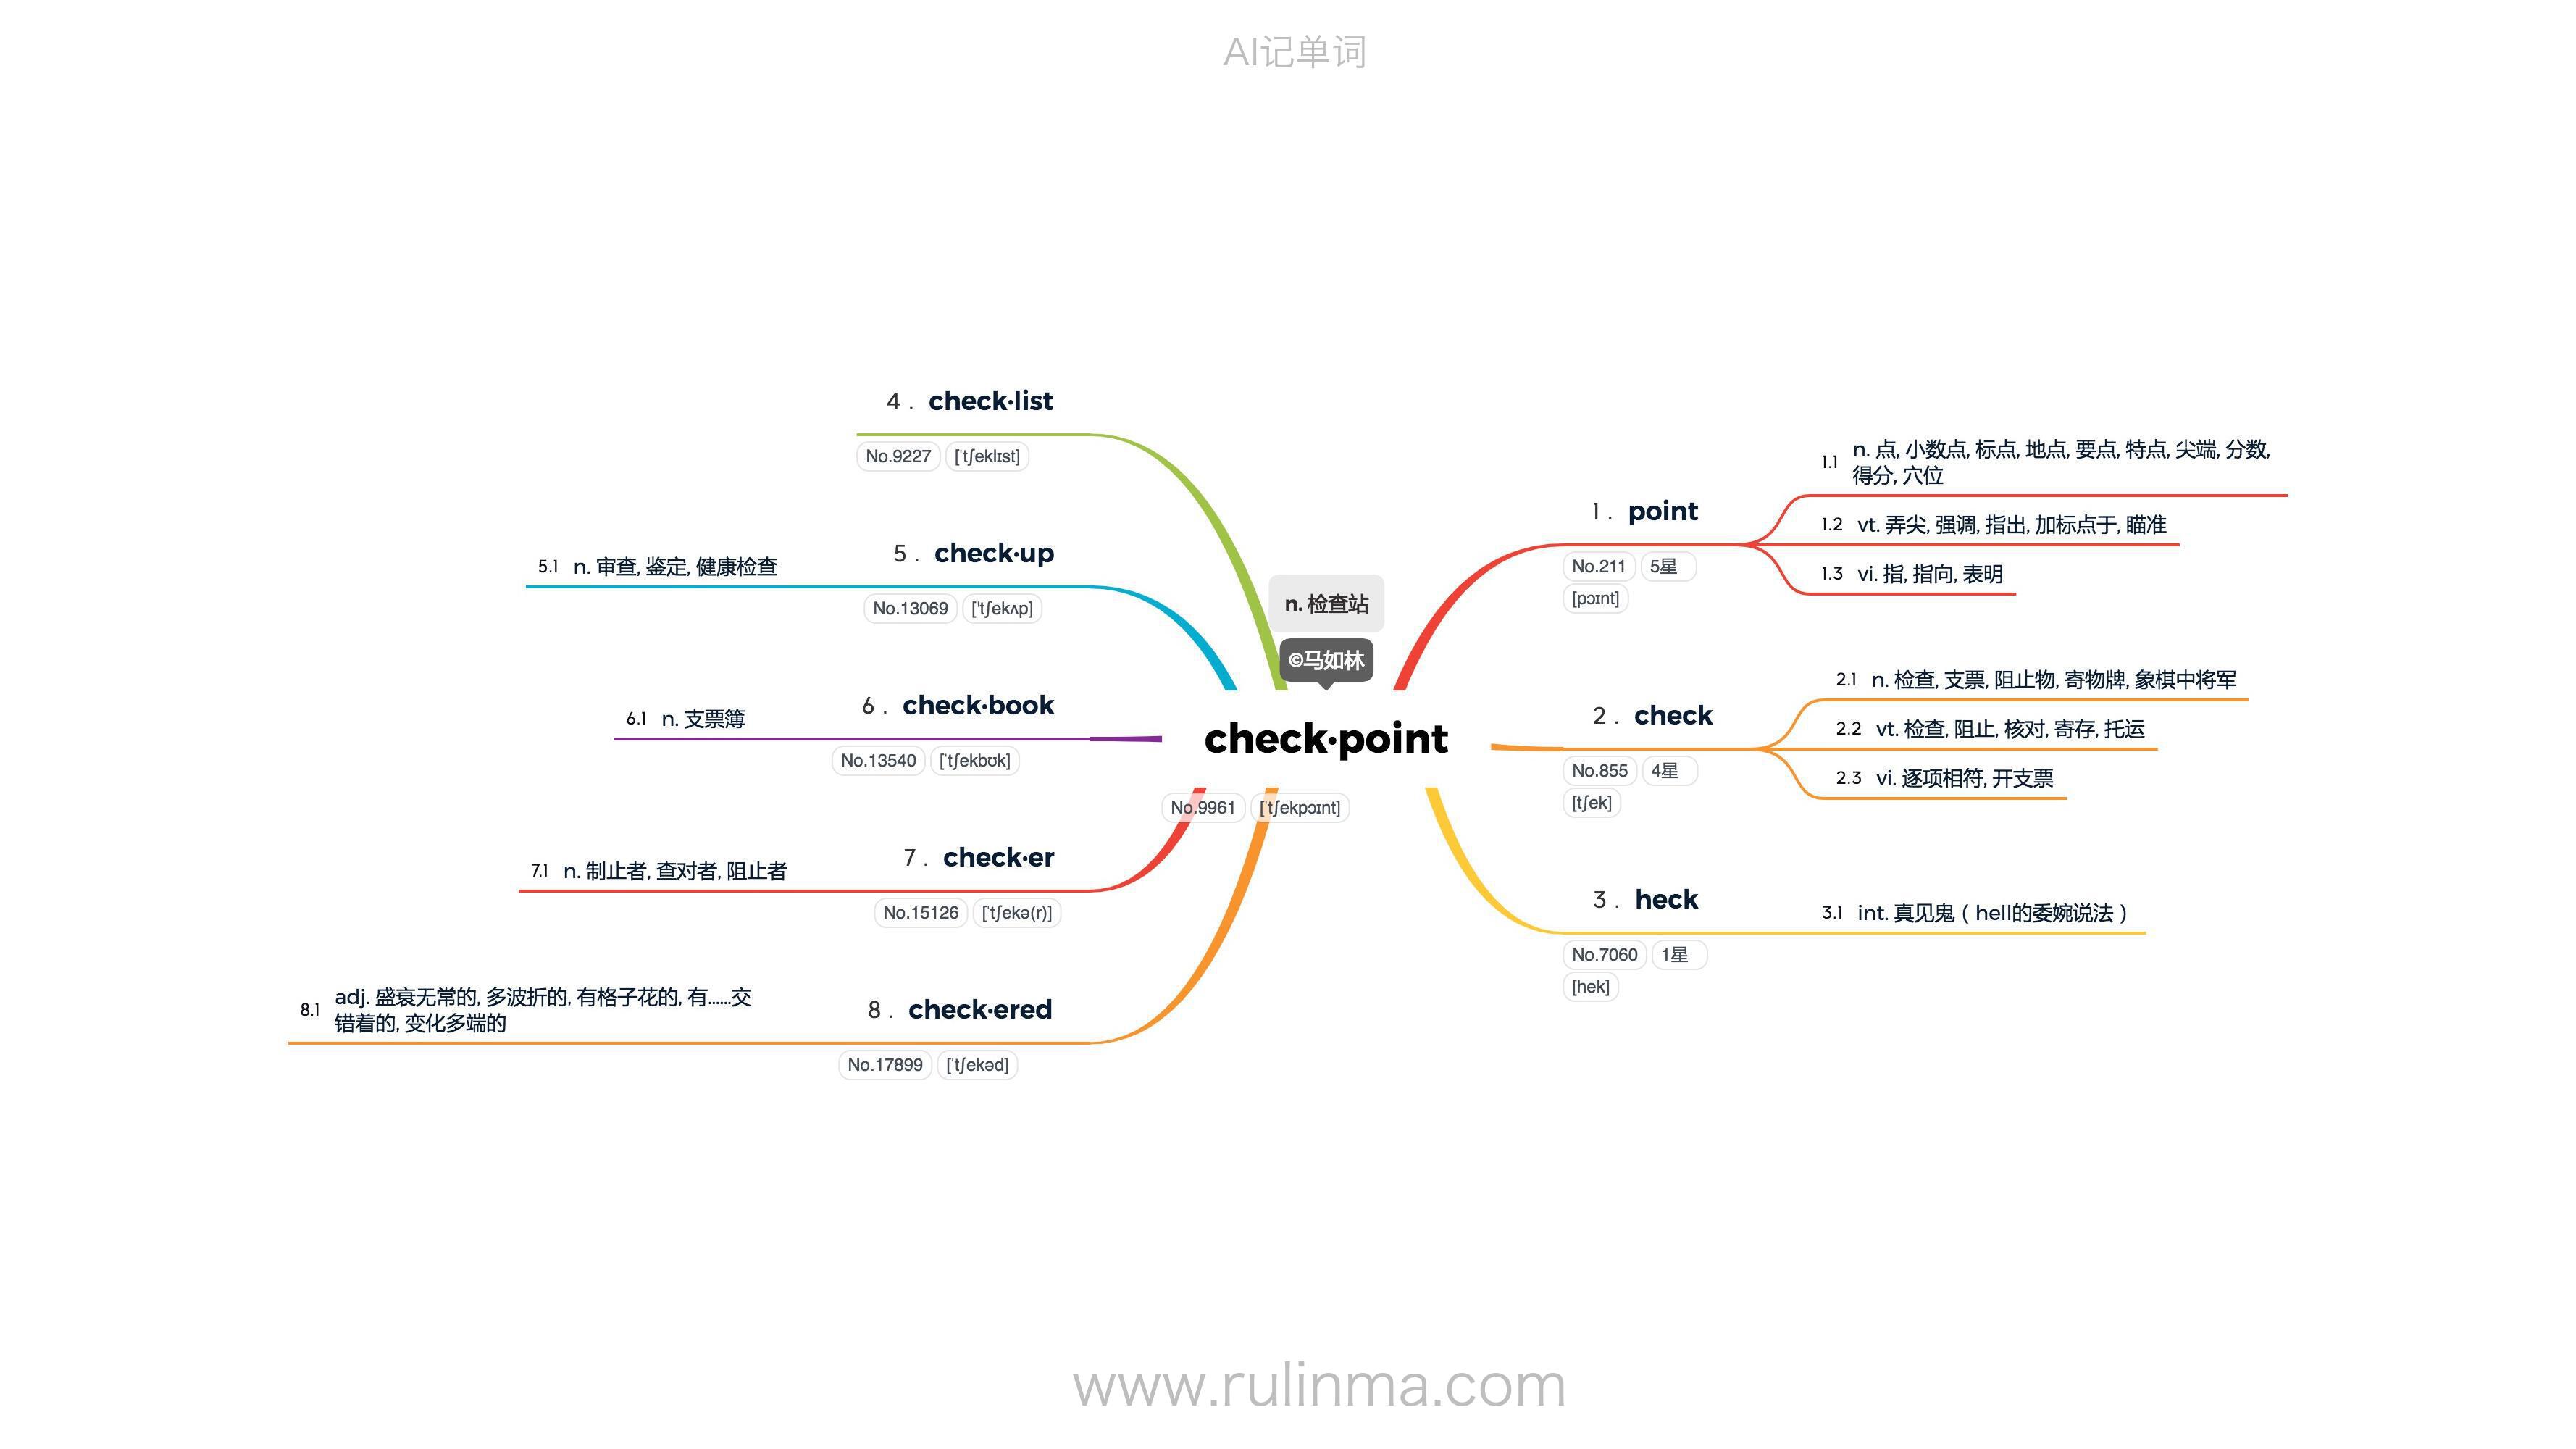 AI记单词
n. 检查站
©马如林
check·point
No.9961 ['tʃekpɔɪnt]
1 . point
No.211 5星
[pɔɪnt]
1.1 n. 点, 小数点, 标点, 地点, 要点, 特点, 尖端, 分数,
得分, 穴位
1.2 vt. 弄尖, 强调, 指出, 加标点于, 瞄准
1.3 vi. 指, 指向, 表明
2 . check
No.855 4星
[tʃek]
2.1 n. 检查, 支票, 阻止物, 寄物牌, 象棋中将军
2.2 vt. 检查, 阻止, 核对, 寄存, 托运
2.3 vi. 逐项相符, 开支票
3 . heck
No.7060 1星
[hek]
3.1 int. 真见鬼（hell的委婉说法）
4 . check·list
No.9227 ['tʃeklɪst]
5 . check·up
No.13069 ['tʃekʌp]
5.1 n. 审查, 鉴定, 健康检查
6 . check·book
No.13540 ['tʃekbʊk]
6.1 n. 支票簿
7 . check·er
No.15126 ['tʃekə(r)]
7.1 n. 制止者, 查对者, 阻止者
8 . check·ered
No.17899 ['tʃekəd]
8.1 adj. 盛衰无常的, 多波折的, 有格子花的, 有......交
错着的, 变化多端的
www.rulinma.com